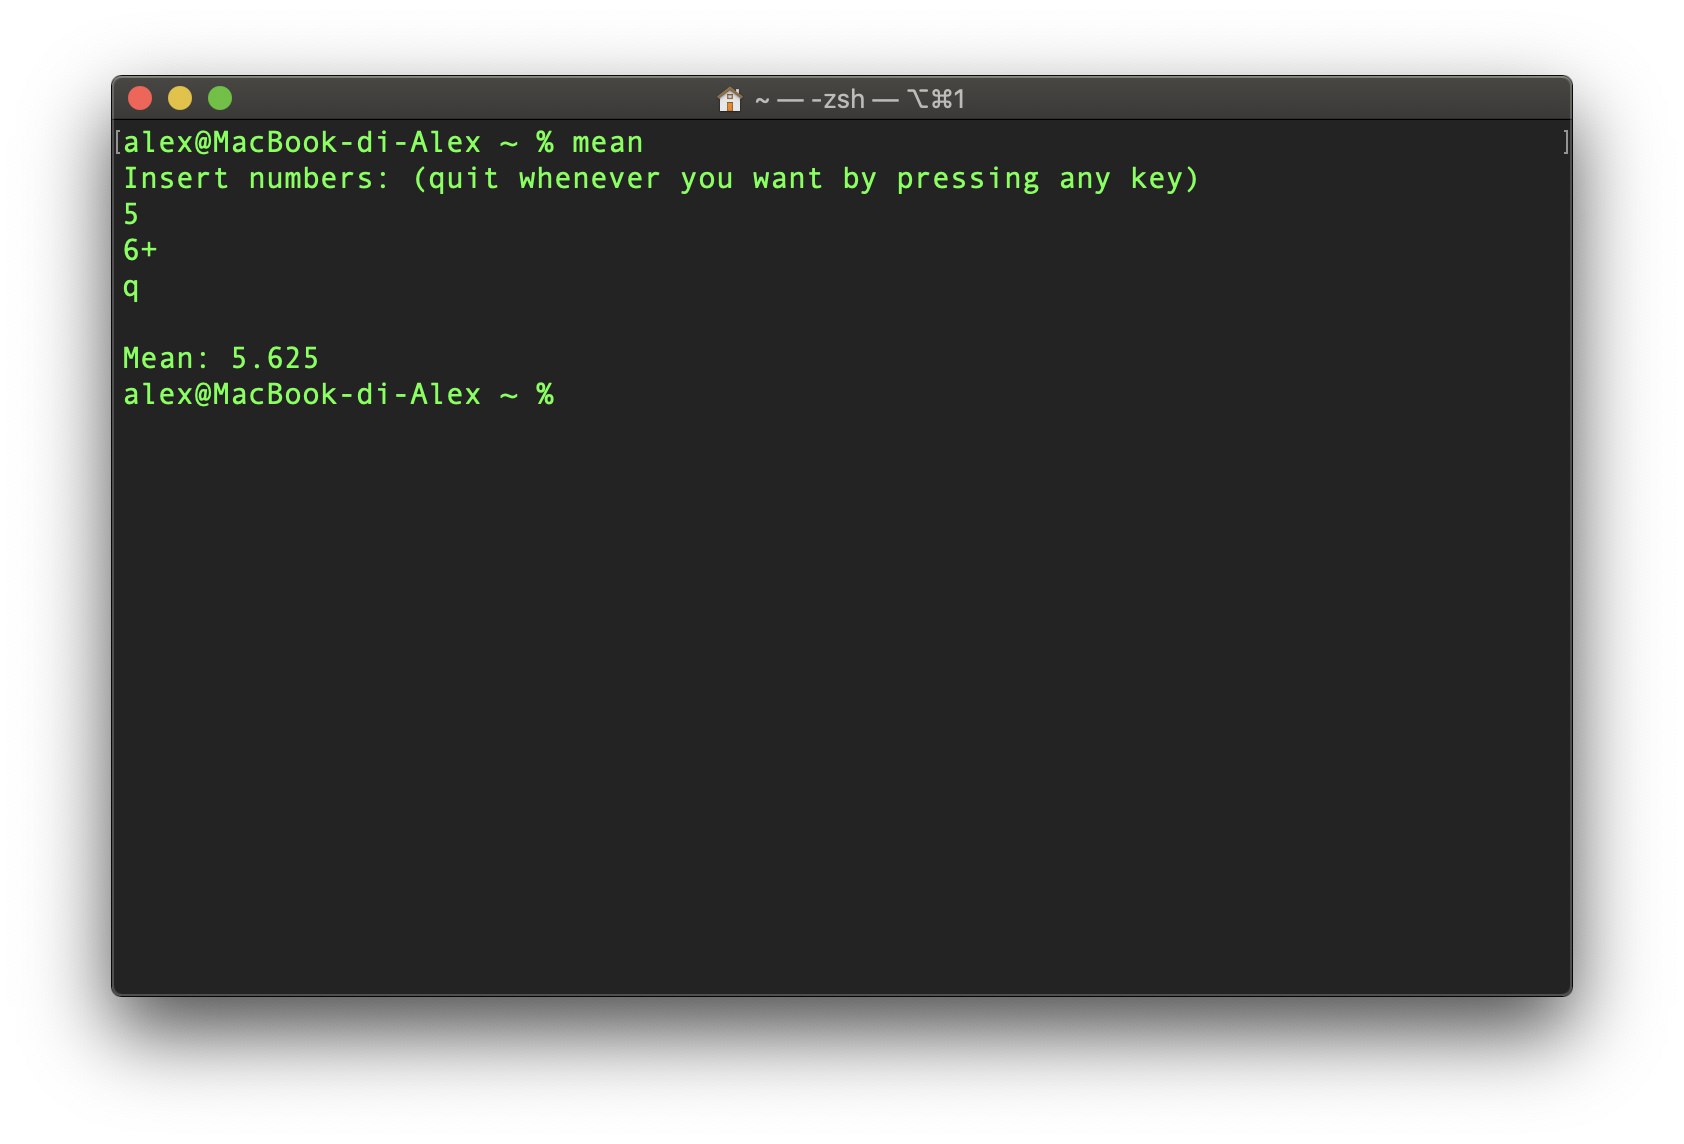 ~ — -zsh — ⌥⌘1
[alex@MacBook-di-Alex ~ % mean ]
Insert numbers: (quit whenever you want by pressing any key)
5
6+
q
Mean: 5.625
alex@MacBook-di-Alex ~ %